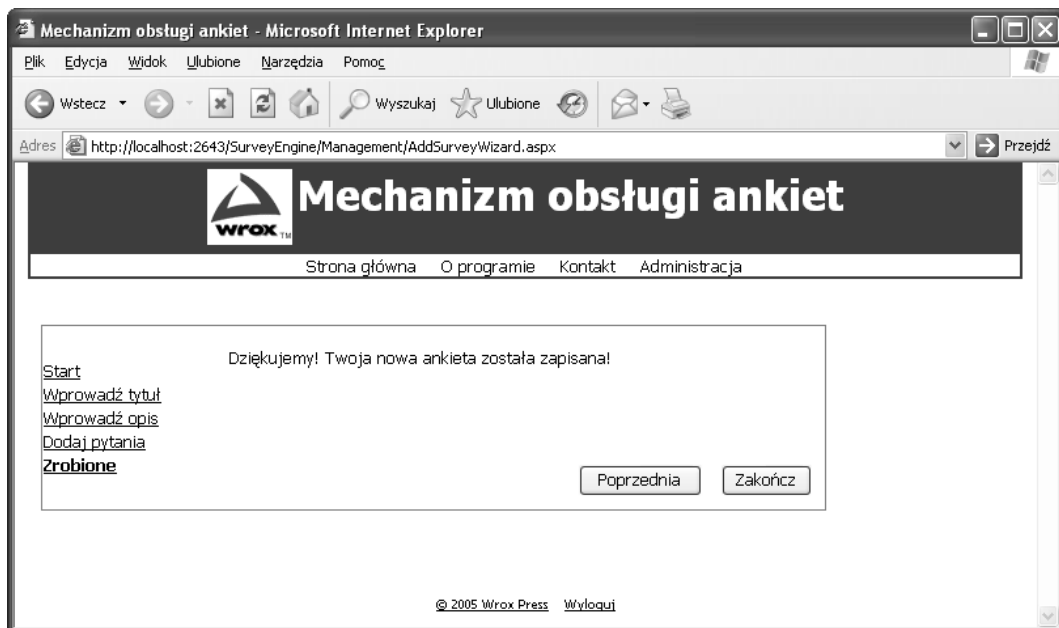 Mechanizm obsługi ankiet - Microsoft Internet Explorer
Plik Edycja Widok Ulubione Narzędzia Pomoc
Wstecz Wyszukaj Ulubione
Adres http://localhost:2643/SurveyEngine/Management/AddSurveyWizard.aspx Przejdź
wrox TM Mechanizm obsługi ankiet
Strona główna O programie Kontakt Administracja
Dziękujemy! Twoja nowa ankieta została zapisana!
Start
Wprowadź tytuł
Wprowadź opis
Dodaj pytania
Zrobione
Poprzednia Zakończ
© 2005 Wrox Press Wyloguj